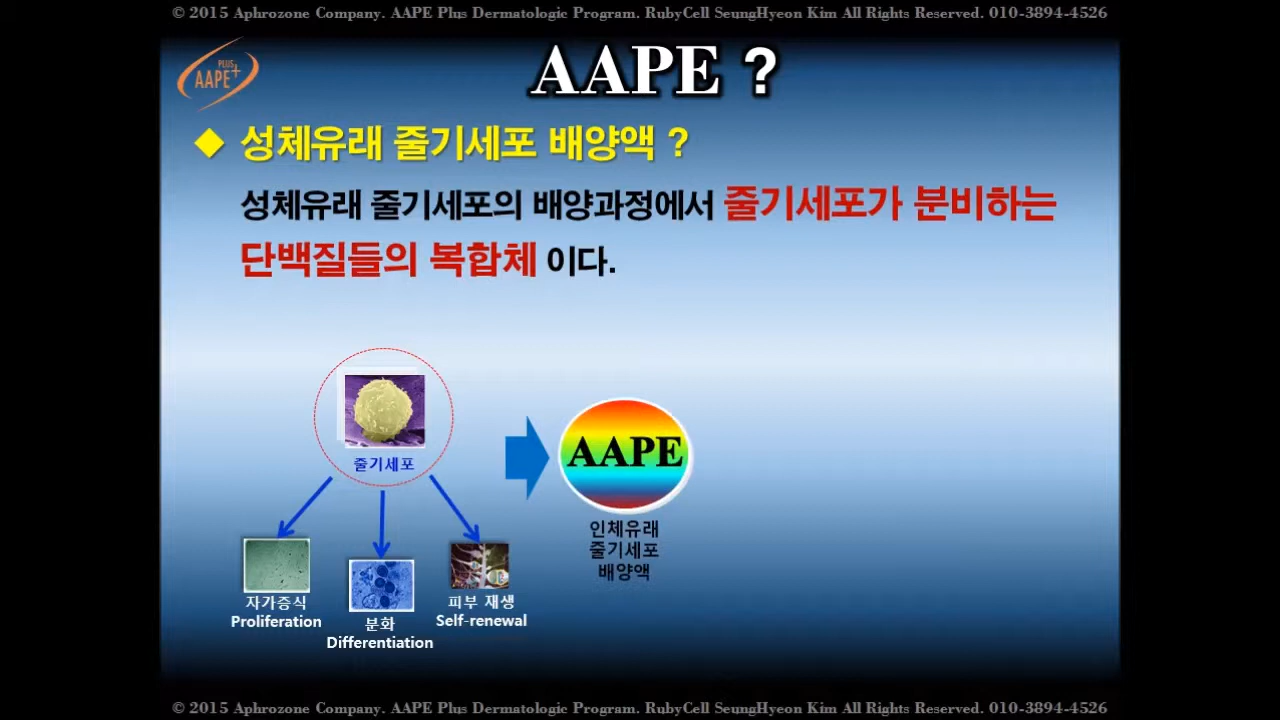 © 2015 Aphrozone Company. AAPE Plus Dermatologic Program. RubyCell SeungHyeon Kim All Rights Reserved. 010-3894-4526
PLUS
AAPE+
AAPE ?
◆ 성체유래 줄기세포 배양액 ?
성체유래 줄기세포의 배양과정에서 줄기세포가 분비하는
단백질들의 복합체 이다.
줄기세포
AAPE
인체유래
줄기세포
배양액
자가증식
Proliferation
분화
Differentiation
피부 재생
Self-renewal
© 2015 Aphrozone Company. AAPE Plus Dermatologic Program. RubyCell SeungHyeon Kim All Rights Reserved. 010-3894-4526